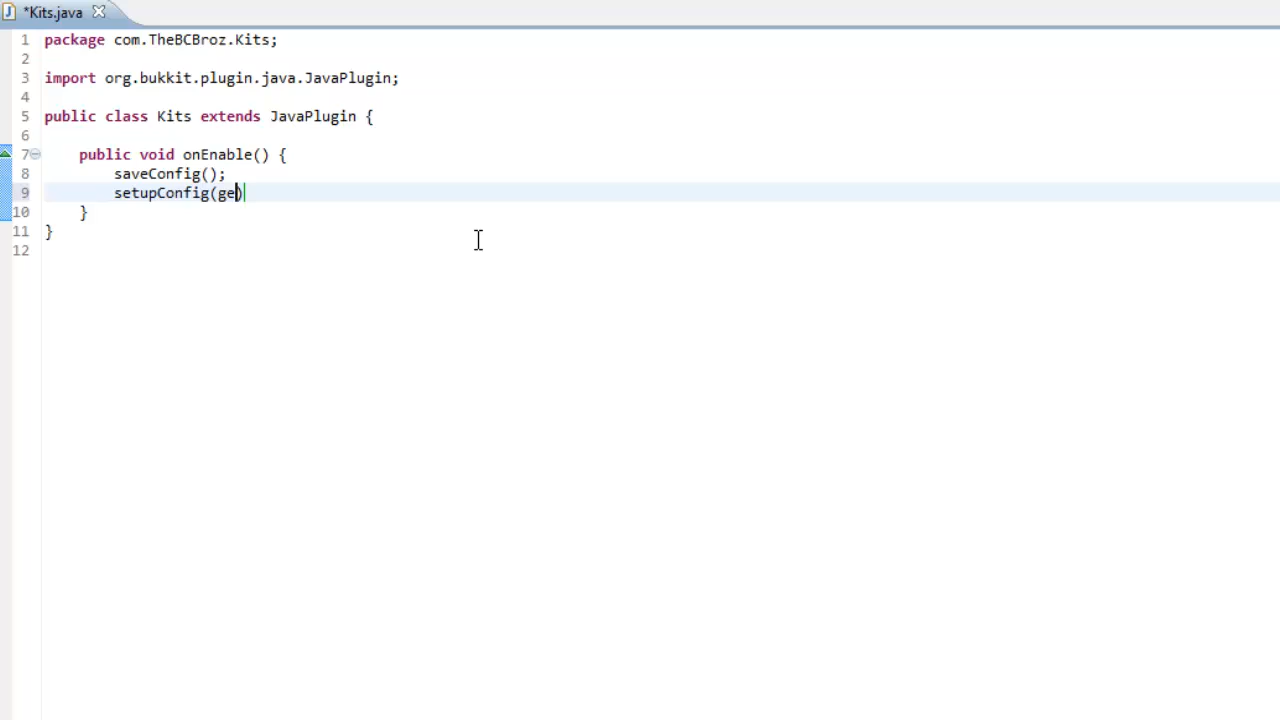 *Kits.java
1 package com.TheBCBroz.Kits;
2
3 import org.bukkit.plugin.java.JavaPlugin;
4
5 public class Kits extends JavaPlugin {
6
7 public void onEnable() {
8 saveConfig();
9 setupConfig(ge)
10 }
11 }
12